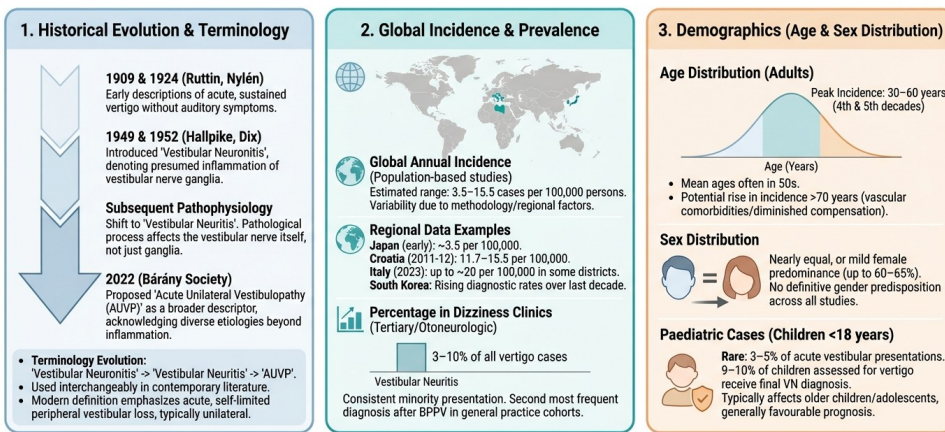 1. Historical Evolution & Terminology
1909 & 1924 (Ruttin, Nylén)
Early descriptions of acute, sustained
vertigo without auditory symptoms.
1949 & 1952 (Hallpike, Dix)
Introduced 'Vestibular Neuronitis',
denoting presumed inflammation of
vestibular nerve ganglia.
Subsequent Pathophysiology
Shift to 'Vestibular Neuritis'. Pathological
process affects the vestibular nerve itself,
not just ganglia.
2022 (Bárány Society)
Proposed 'Acute Unilateral Vestibulopathy
(AUVP)' as a broader descriptor,
acknowledging diverse etiologies beyond
inflammation.
• Terminology Evolution:
'Vestibular Neuronitis' -> 'Vestibular Neuritis' -> 'AUVP'.
• Used interchangeably in contemporary literature.
• Modern definition emphasizes acute, self-limited
peripheral vestibular loss, typically unilateral.
2. Global Incidence & Prevalence
Global Annual Incidence
(Population-based studies)
Estimated range: 3.5–15.5 cases per 100,000 persons.
Variability due to methodology/regional factors.
Regional Data Examples
Japan (early): ~3.5 per 100,000.
Croatia (2011-12): 11.7–15.5 per 100,000.
Italy (2023): up to ~20 per 100,000 in some districts.
South Korea: Rising diagnostic rates over last decade.
Percentage in Dizziness Clinics
(Tertiary/Otoneurologic)
3–10% of all vertigo cases
Vestibular Neuritis
Consistent minority presentation. Second most frequent
diagnosis after BPPV in general practice cohorts.
3. Demographics (Age & Sex Distribution)
Age Distribution (Adults)
Peak Incidence: 30–60 years
(4th & 5th decades)
Age (Years)
• Mean ages often in 50s.
• Potential rise in incidence >70 years (vascular
comorbidities/diminished compensation).
Sex Distribution
=
Nearly equal, or mild female
predominance (up to 60–65%).
No definitive gender predisposition
across all studies.
Paediatric Cases (Children <18 years)
Rare: 3–5% of acute vestibular presentations.
9–10% of children assessed for vertigo
receive final VN diagnosis.
Typically affects older children/adolescents,
generally favourable prognosis.